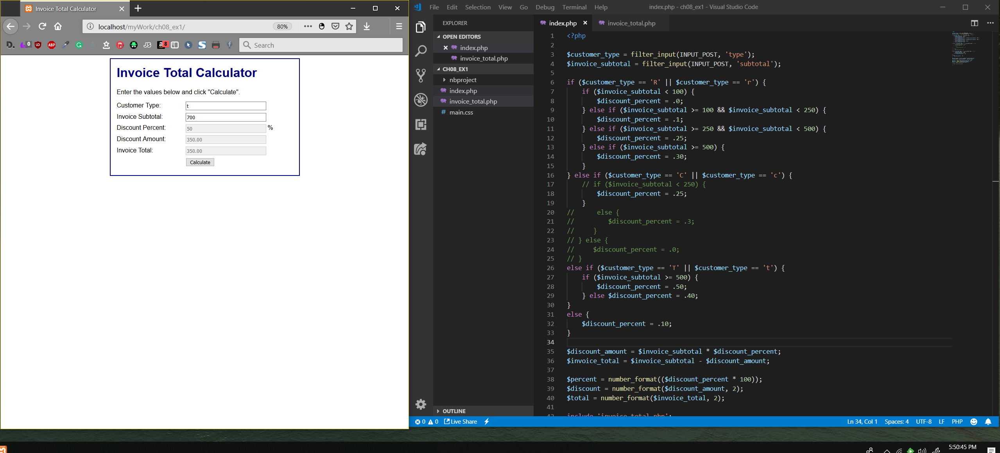 Invoice Total Calculator
localhost/myWork/ch08_ex1/
80%
D.
0
ABP
G
JS
a 8
S
Search
Invoice Total Calculator
Enter the values below and click "Calculate".
Customer Type: t
Invoice Subtotal: 700
Discount Percent: 50 %
Discount Amount: 350.00
Invoice Total: 350.00
Calculate
File Edit Selection View Go Debug Terminal Help
index.php - ch08_ex1 - Visual Studio Code
EXPLORER
OPEN EDITORS
index.php
invoice_total.php
CH08_EX1
nbproject
index.php
invoice_total.php
# main.css
OUTLINE
index.php
invoice_total.php
1 <?php
2
3 $customer_type = filter_input(INPUT_POST, 'type');
4 $invoice_subtotal = filter_input(INPUT_POST, 'subtotal');
5
6 if ($customer_type == 'R' || $customer_type == 'r') {
7 if ($invoice_subtotal < 100) {
8 $discount_percent = .0;
9 } else if ($invoice_subtotal >= 100 && $invoice_subtotal < 250) {
10 $discount_percent = .1;
11 } else if ($invoice_subtotal >= 250 && $invoice_subtotal < 500) {
12 $discount_percent = .25;
13 } else if ($invoice_subtotal >= 500) {
14 $discount_percent = .30;
15 }
16 } else if ($customer_type == 'C' || $customer_type == 'c') {
17 // if ($invoice_subtotal < 250) {
18 $discount_percent = .25;
19 }
20 // else {
21 // $discount_percent = .3;
22 // }
23 // } else {
24 // $discount_percent = .0;
25 // }
26 else if ($customer_type == 'T' || $customer_type == 't') {
27 if ($invoice_subtotal >= 500) {
28 $discount_percent = .50;
29 } else $discount_percent = .40;
30 }
31 else {
32 $discount_percent = .10;
33 }
34
35 $discount_amount = $invoice_subtotal * $discount_percent;
36 $invoice_total = $invoice_subtotal - $discount_amount;
37
38 $percent = number_format(($discount_percent * 100));
39 $discount = number_format($discount_amount, 2);
40 $total = number_format($invoice_total, 2);
41
42 include 'invoice_total.php';
0 0 Live Share
Ln 34, Col 1 Spaces: 4 UTF-8 LF PHP
5:50:45 PM